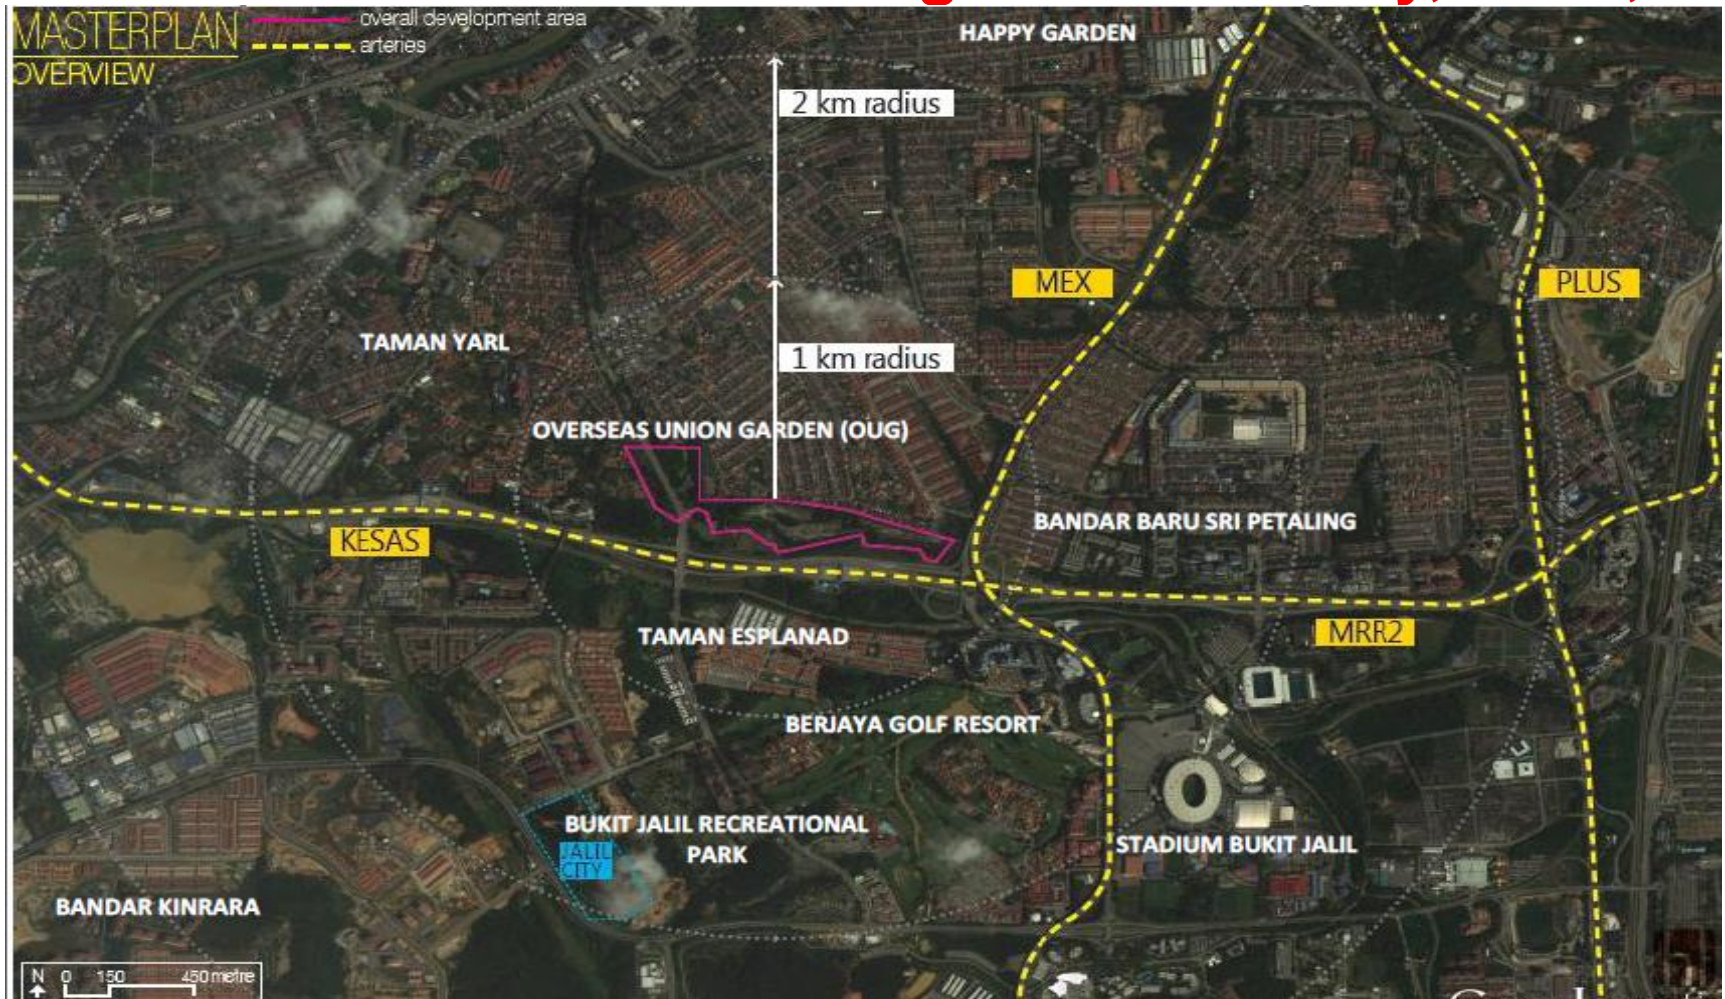 MASTERPLAN
OVERVIEW
overall development area
arteries
HAPPY GARDEN
2 km radius
MEX
PLUS
TAMAN YARL
1 km radius
OVERSEAS UNION GARDEN (OUG)
KESAS
BANDAR BARU SRI PETALING
TAMAN ESPLANAD
MRR2
BERJAYA GOLF RESORT
BUKIT JALIL RECREATIONAL
PARK
JALIL
CITY
STADIUM BUKIT JALIL
BANDAR KINRARA
N 0 150 450 metre